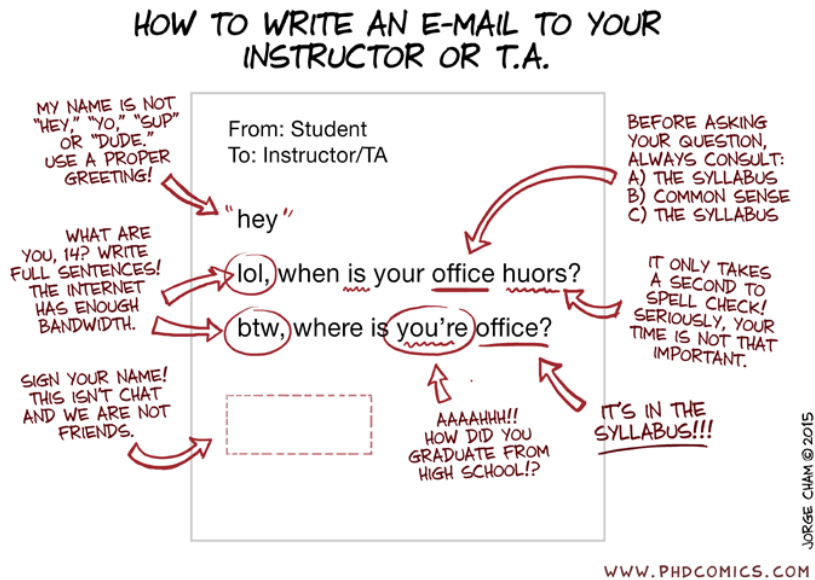 HOW TO WRITE AN E-MAIL TO YOUR
INSTRUCTOR OR T.A.
MY NAME IS NOT
"HEY," "YO," "SUP"
OR "DUDE."
USE A PROPER
GREETING!
From: Student
To: Instructor/TA
BEFORE ASKING
YOUR QUESTION,
ALWAYS CONSULT:
A) THE SYLLABUS
B) COMMON SENSE
C) THE SYLLABUS
"hey"
WHAT ARE
YOU, 14? WRITE
FULL SENTENCES!
THE INTERNET
HAS ENOUGH
BANDWIDTH.
lol, when is your office huors?
btw, where is you're office?
IT ONLY TAKES
A SECOND TO
SPELL CHECK!
SERIOUSLY, YOUR
TIME IS NOT THAT
IMPORTANT.
SIGN YOUR NAME!
THIS ISN'T CHAT
AND WE ARE NOT
FRIENDS.
AAAAHHH!!
HOW DID YOU
GRADUATE FROM
HIGH SCHOOL!?
IT'S IN THE
SYLLABUS!!!
JORGE CHAM © 2015
WWW.PHDCOMICS.COM